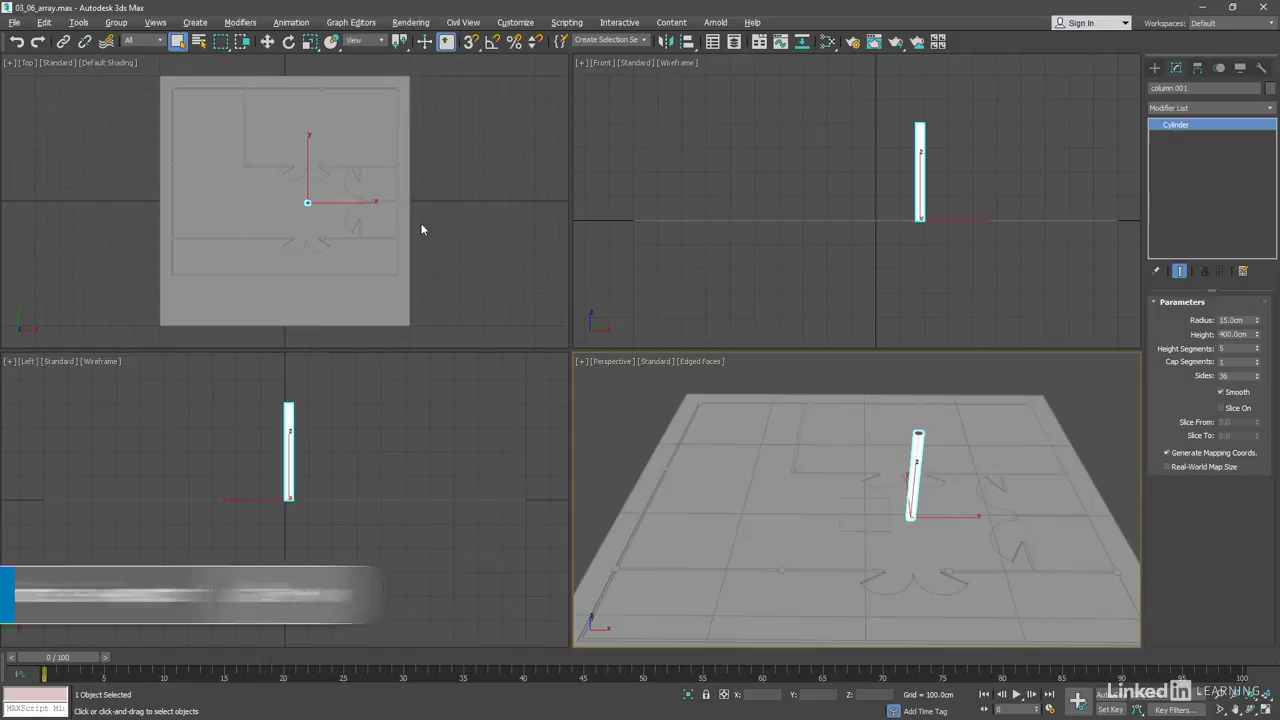 03_06_array.max - Autodesk 3ds Max
File Edit Tools Group Views Create Modifiers Animation Graph Editors Rendering Civil View Customize Scripting Interactive Content Arnold Help
Sign In Workspaces: Default
All View Create Selection Se
[+] [Top] [Standard] [Default Shading]
[+] [Front] [Standard] [Wireframe]
column 001
Modifier List
Cylinder
Parameters
Radius: 15.0cm
Height: 400.0cm
Height Segments: 5
Cap Segments: 1
Sides: 36
Smooth
Slice On
Slice From: 0.0
Slice To: 0.0
Generate Mapping Coords.
Real-World Map Size
[+] [Left] [Standard] [Wireframe]
[+] [Perspective] [Standard] [Edged Faces]
0 / 100
0 5 10 15 20 25 30 35 40 45 50 55 60 65 70 75 80 85 90 95 100
1 Object Selected
X: Y: Z: Grid = 100.0cm
MAXScript Mi
Click or click-and-drag to select objects
Add Time Tag
0
Set Key
Key Filters...
LinkedIn LEARNING